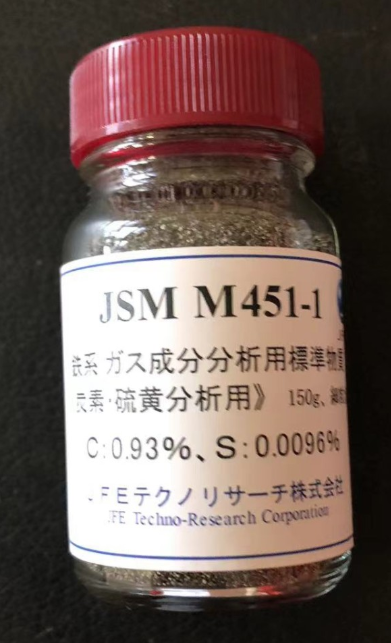 JSM M451-1
鉄系 ガス成分分析用標準物質
炭素・硫黄分析用》 150g、
C:0.93%、S:0.0096%
JFEテクノリサーチ株式会社
JFE Techno-Research Corporation